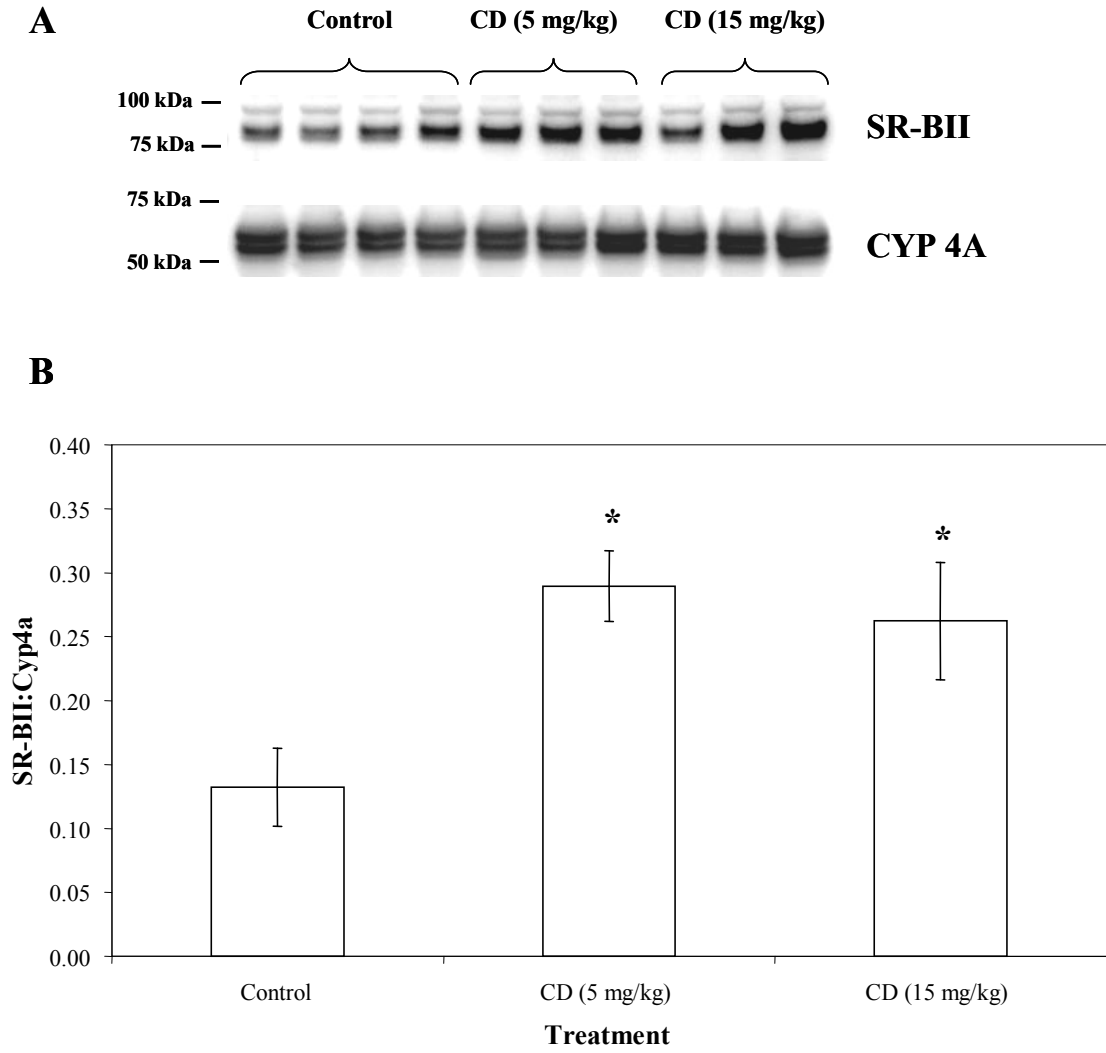 A
Control CD (5 mg/kg) CD (15 mg/kg)
100 kDa
75 kDa
SR-BII
75 kDa
50 kDa
CYP 4A
B
0.40
0.35
0.30
0.25
0.20
0.15
0.10
0.05
0.00
SR-BII:Cyp4a
*
*
Control CD (5 mg/kg) CD (15 mg/kg)
Treatment